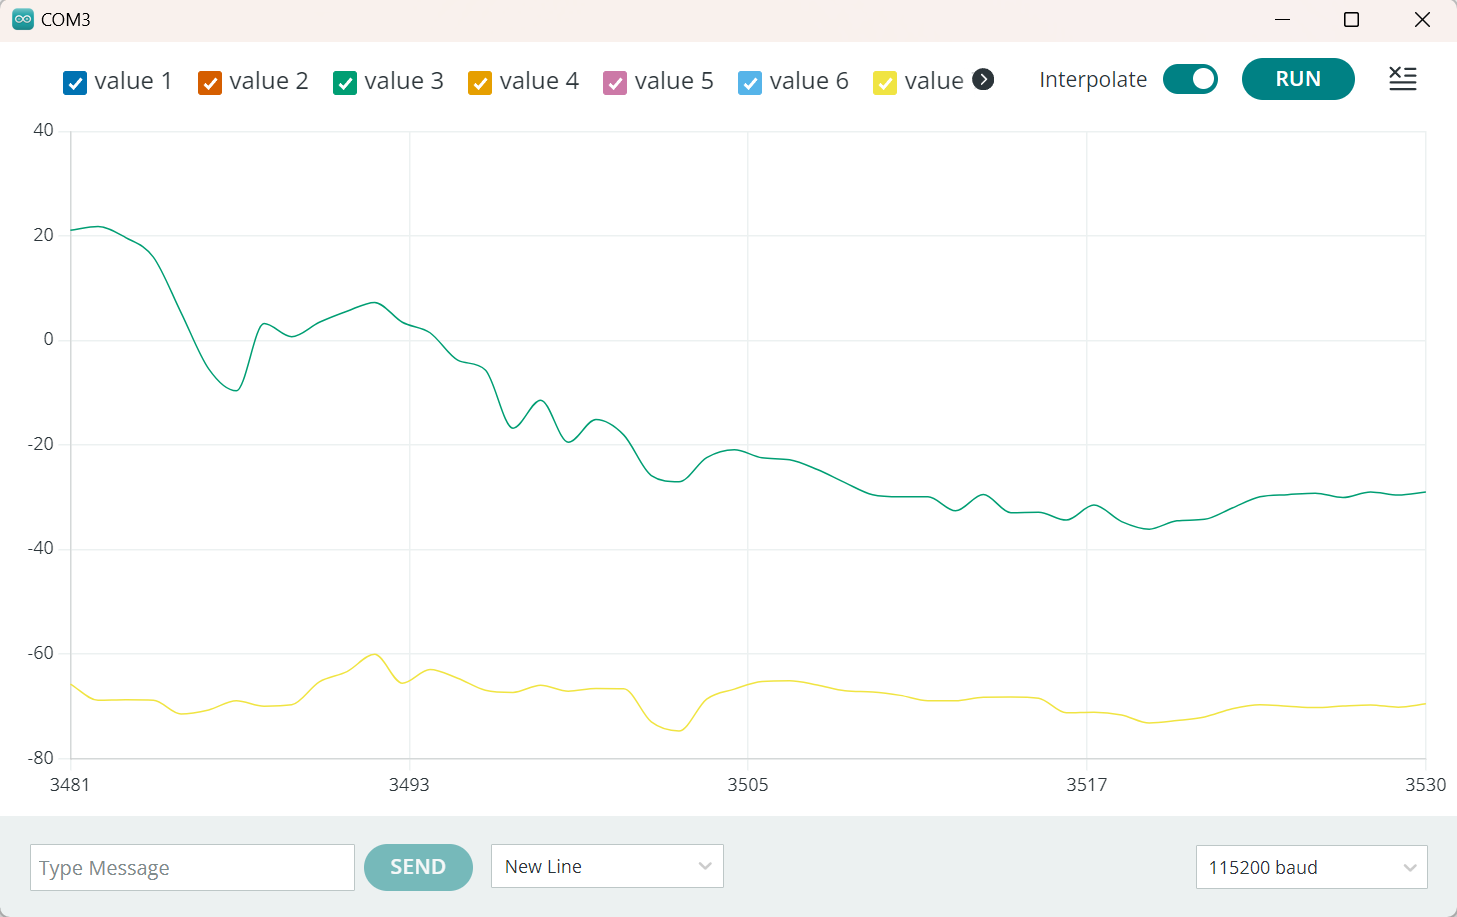 COM3
value 1 value 2 value 3 value 4 value 5 value 6 value Interpolate RUN
40
20
0
-20
-40
-60
-80
3481 3493 3505 3517 3530
Type Message SEND New Line 115200 baud